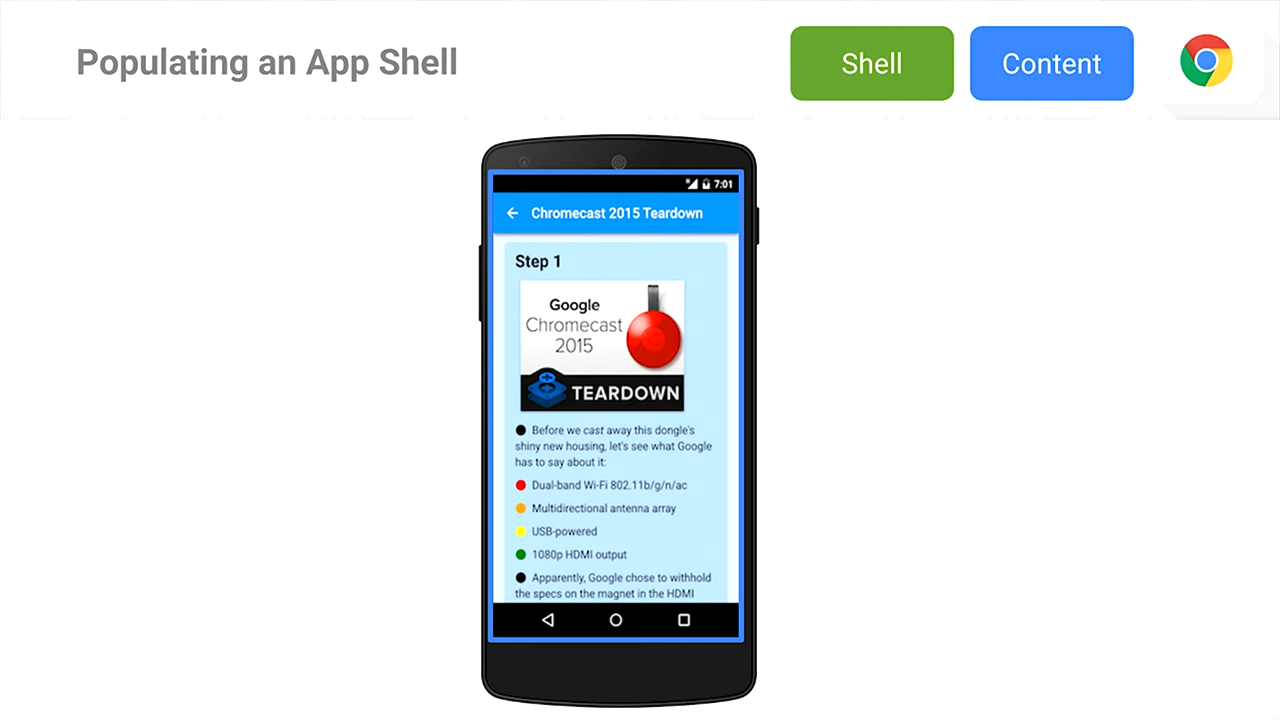 Populating an App Shell
Shell
Content
7:01
Chromecast 2015 Teardown
Step 1
Google
Chromecast
2015
TEARDOWN
Before we cast away this dongle's
shiny new housing, let's see what Google
has to say about it:
Dual-band Wi-Fi 802.11b/g/n/ac
Multidirectional antenna array
USB-powered
1080p HDMI output
Apparently, Google chose to withhold
the specs on the magnet in the HDMI